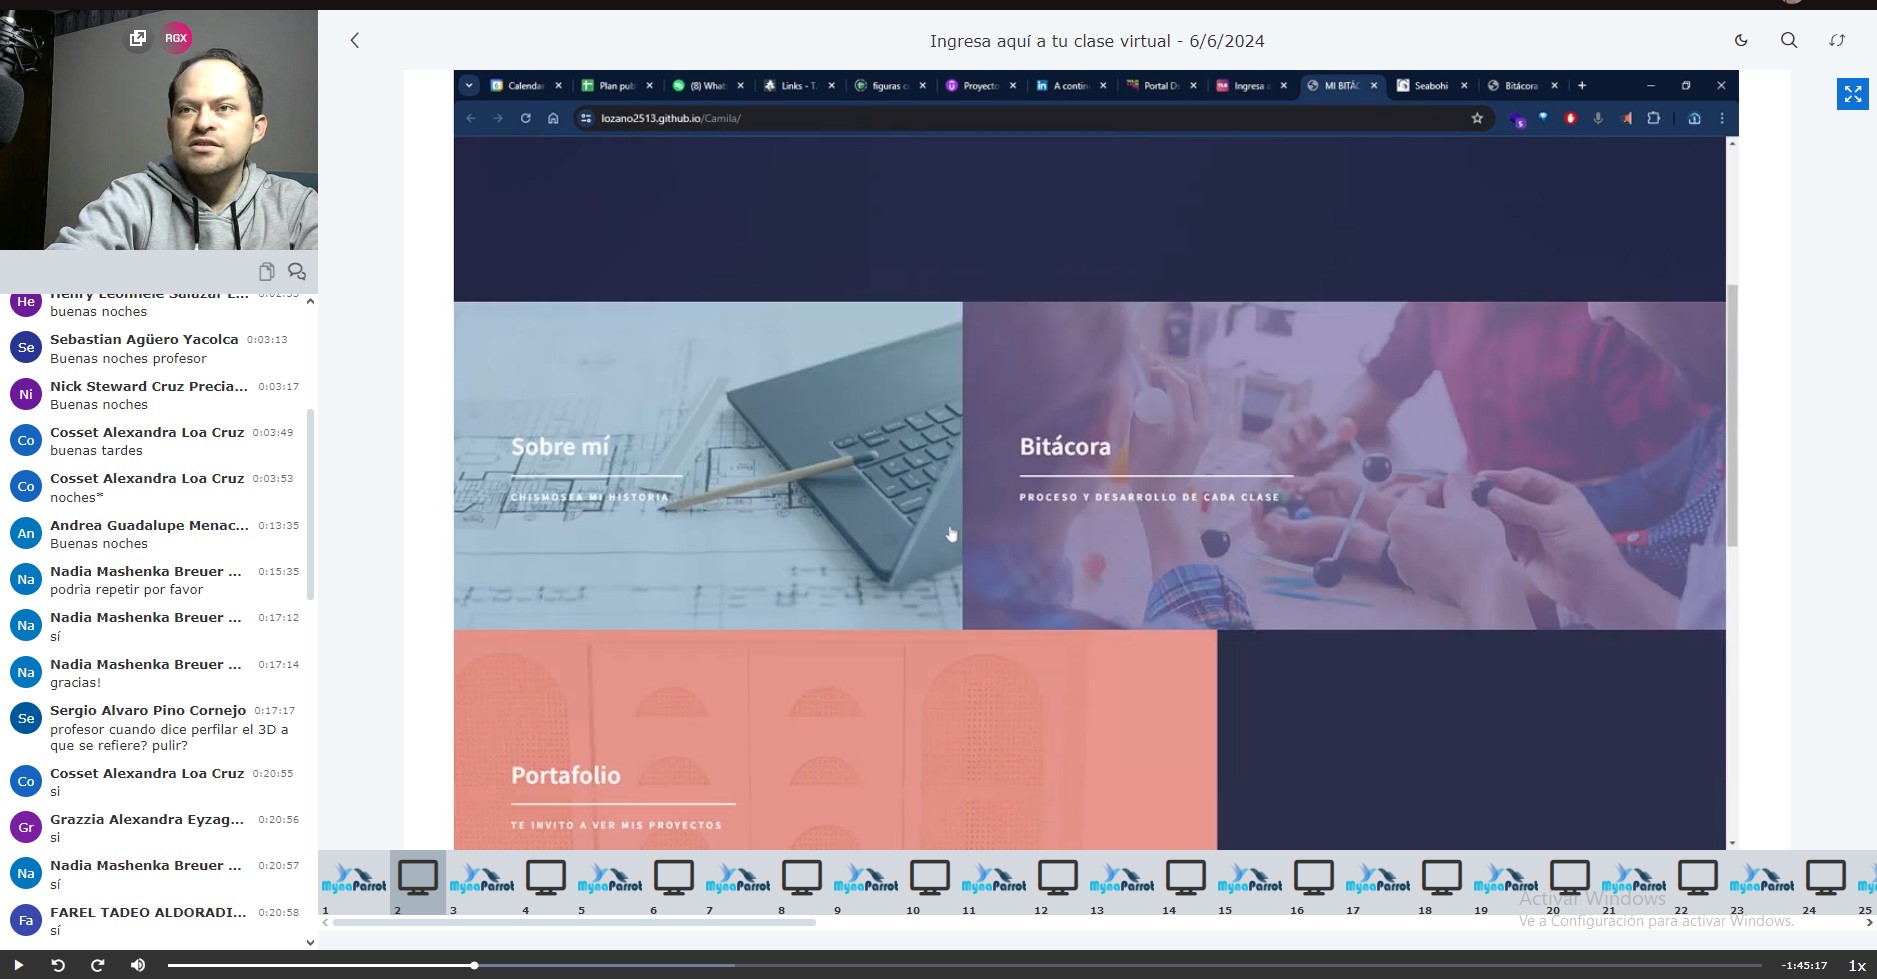 RGX
Ingresa aquí a tu clase virtual - 6/6/2024
Calendar
Plan pub
(8) What
Links - T.
figuras c
Proyecto
A contin
Portal Ds
Ingresa a
MI BITÁC
Seabohi
Bitácora
lozano2513.github.io/Camila/
Sobre mí
CHISMOSEA MI HISTORIA
Bitácora
PROCESO Y DESARROLLO DE CADA CLASE
Portafolio
TE INVITO A VER MIS PROYECTOS
He
Henry Leonnele Salazar L... 0:02:55
buenas noches
Se
Sebastian Agüero Yacolca 0:03:13
Buenas noches profesor
Ni
Nick Steward Cruz Precia... 0:03:17
Buenas noches
Co
Cosset Alexandra Loa Cruz 0:03:49
buenas tardes
Co
Cosset Alexandra Loa Cruz 0:03:53
noches*
An
Andrea Guadalupe Menac... 0:13:35
Buenas noches
Na
Nadia Mashenka Breuer ... 0:15:35
podrìa repetir por favor
Na
Nadia Mashenka Breuer ... 0:17:12
sí
Na
Nadia Mashenka Breuer ... 0:17:14
gracias!
Se
Sergio Alvaro Pino Cornejo 0:17:17
profesor cuando dice perfilar el 3D a
que se refiere? pulir?
Co
Cosset Alexandra Loa Cruz 0:20:55
si
Gr
Grazzia Alexandra Eyzag... 0:20:56
si
Na
Nadia Mashenka Breuer ... 0:20:57
sí
Fa
FAREL TADEO ALDORADI... 0:20:58
sí
MynaParrot MynaParrot MynaParrot MynaParrot MynaParrot MynaParrot MynaParrot MynaParrot MynaParrot MynaParrot MynaParrot MynaParrot
1 2 3 4 5 6 7 8 9 10 11 12 13 14 15 16 17 18 19 20 21 22 23 24 25
Activar Windows
Ve a Configuración para activar Windows.
-1:45:17 1x